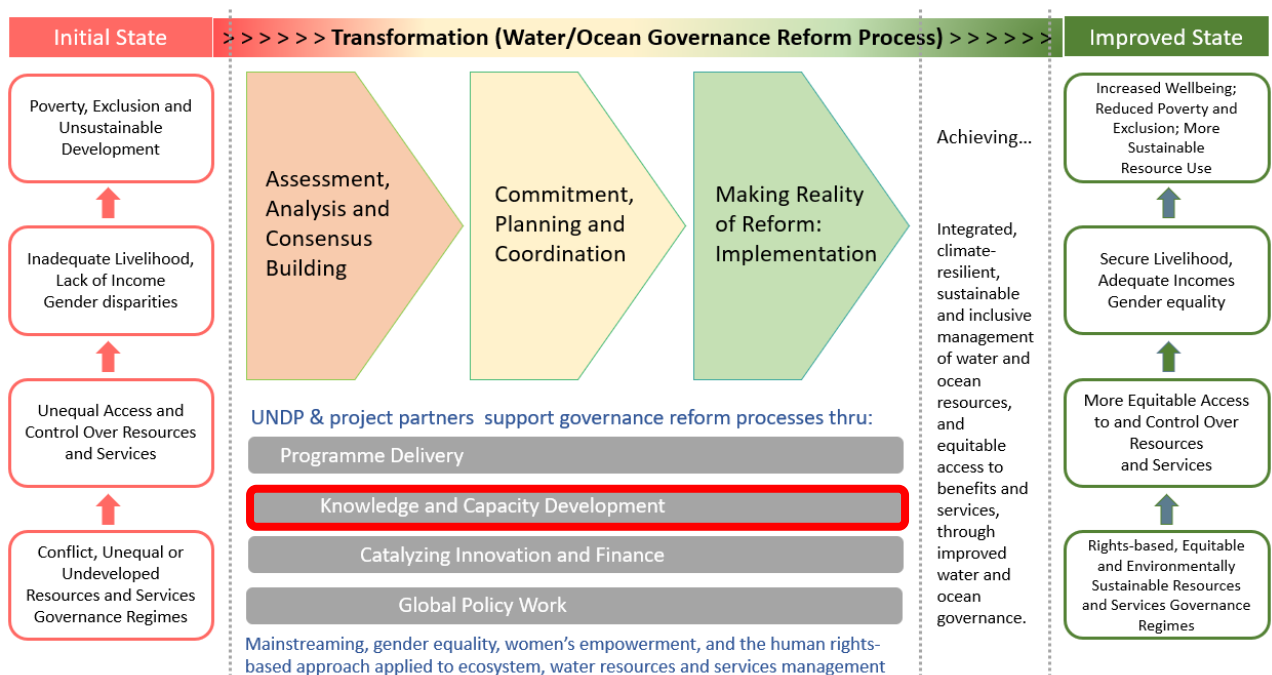 Initial State
> > > > > > Transformation (Water/Ocean Governance Reform Process) > > > > > >
Improved State
Poverty, Exclusion and
Unsustainable
Development
Inadequate Livelihood,
Lack of Income
Gender disparities
Unequal Access and
Control Over Resources
and Services
Conflict, Unequal or
Undeveloped
Resources and Services
Governance Regimes
Assessment,
Analysis and
Consensus
Building
Commitment,
Planning and
Coordination
Making Reality
of Reform:
Implementation
UNDP & project partners support governance reform processes thru:
Programme Delivery
Knowledge and Capacity Development
Catalyzing Innovation and Finance
Global Policy Work
Mainstreaming, gender equality, women's empowerment, and the human rights-
based approach applied to ecosystem, water resources and services management
Achieving...
Integrated,
climate-
resilient,
sustainable
and inclusive
management
of water and
ocean
resources,
and
equitable
access to
benefits and
services,
through
improved
water and
ocean
governance.
Increased Wellbeing;
Reduced Poverty and
Exclusion; More
Sustainable
Resource Use
Secure Livelihood,
Adequate Incomes
Gender equality
More Equitable Access
to and Control Over
Resources
and Services
Rights-based, Equitable
and Environmentally
Sustainable Resources
and Services Governance
Regimes